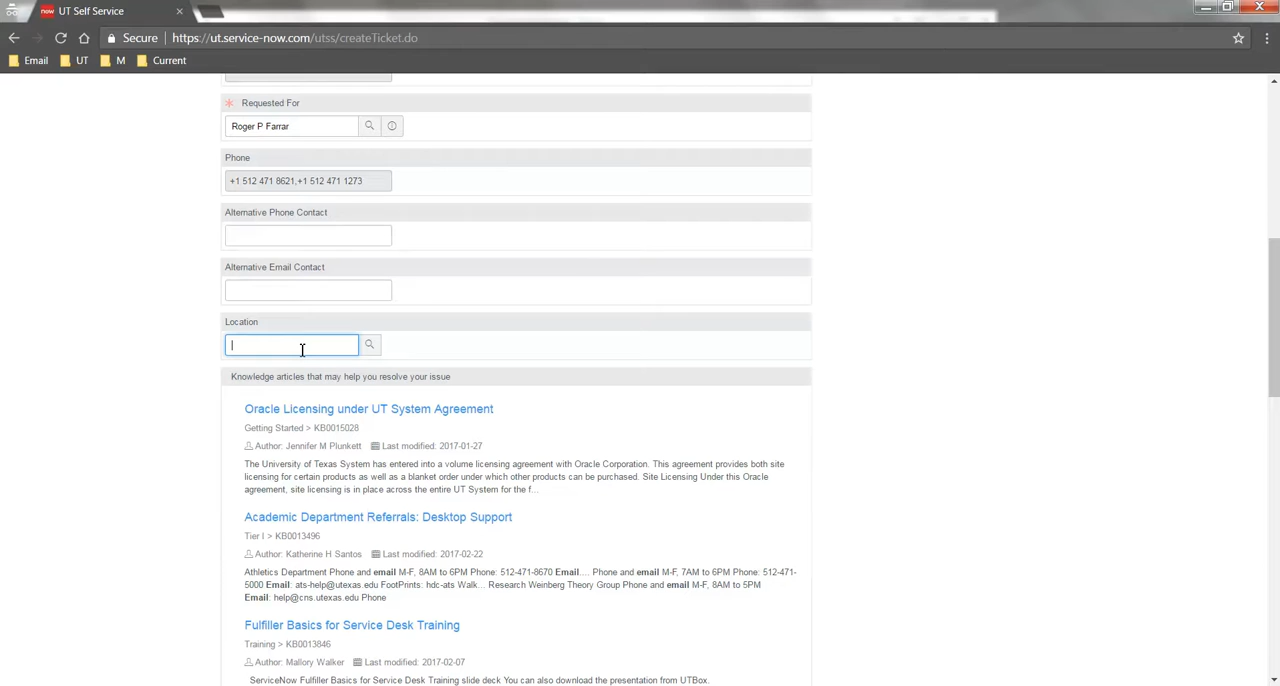 now UT Self Service
Secure | https://ut.service-now.com/utss/createTicket.do
Email UT M Current
* Requested For
Roger P Farrar
Phone
+1 512 471 8621,+1 512 471 1273
Alternative Phone Contact
Alternative Email Contact
Location
Knowledge articles that may help you resolve your issue
Oracle Licensing under UT System Agreement
Getting Started > KB0015028
Author: Jennifer M Plunkett Last modified: 2017-01-27
The University of Texas System has entered into a volume licensing agreement with Oracle Corporation. This agreement provides both site
licensing for certain products as well as a blanket order under which other products can be purchased. Site Licensing Under this Oracle
agreement, site licensing is in place across the entire UT System for the f...
Academic Department Referrals: Desktop Support
Tier I > KB0013496
Author: Katherine H Santos Last modified: 2017-02-22
Athletics Department Phone and email M-F, 8AM to 6PM Phone: 512-471-8670 Email.... Phone and email M-F, 7AM to 6PM Phone: 512-471-
5000 Email: ats-help@utexas.edu FootPrints: hdc-ats Walk... Research Weinberg Theory Group Phone and email M-F, 8AM to 5PM
Email: help@cns.utexas.edu Phone
Fulfiller Basics for Service Desk Training
Training > KB0013846
Author: Mallory Walker Last modified: 2017-02-07
ServiceNow Fulfiller Basics for Service Desk Training slide deck You can also download the presentation from UTBox.